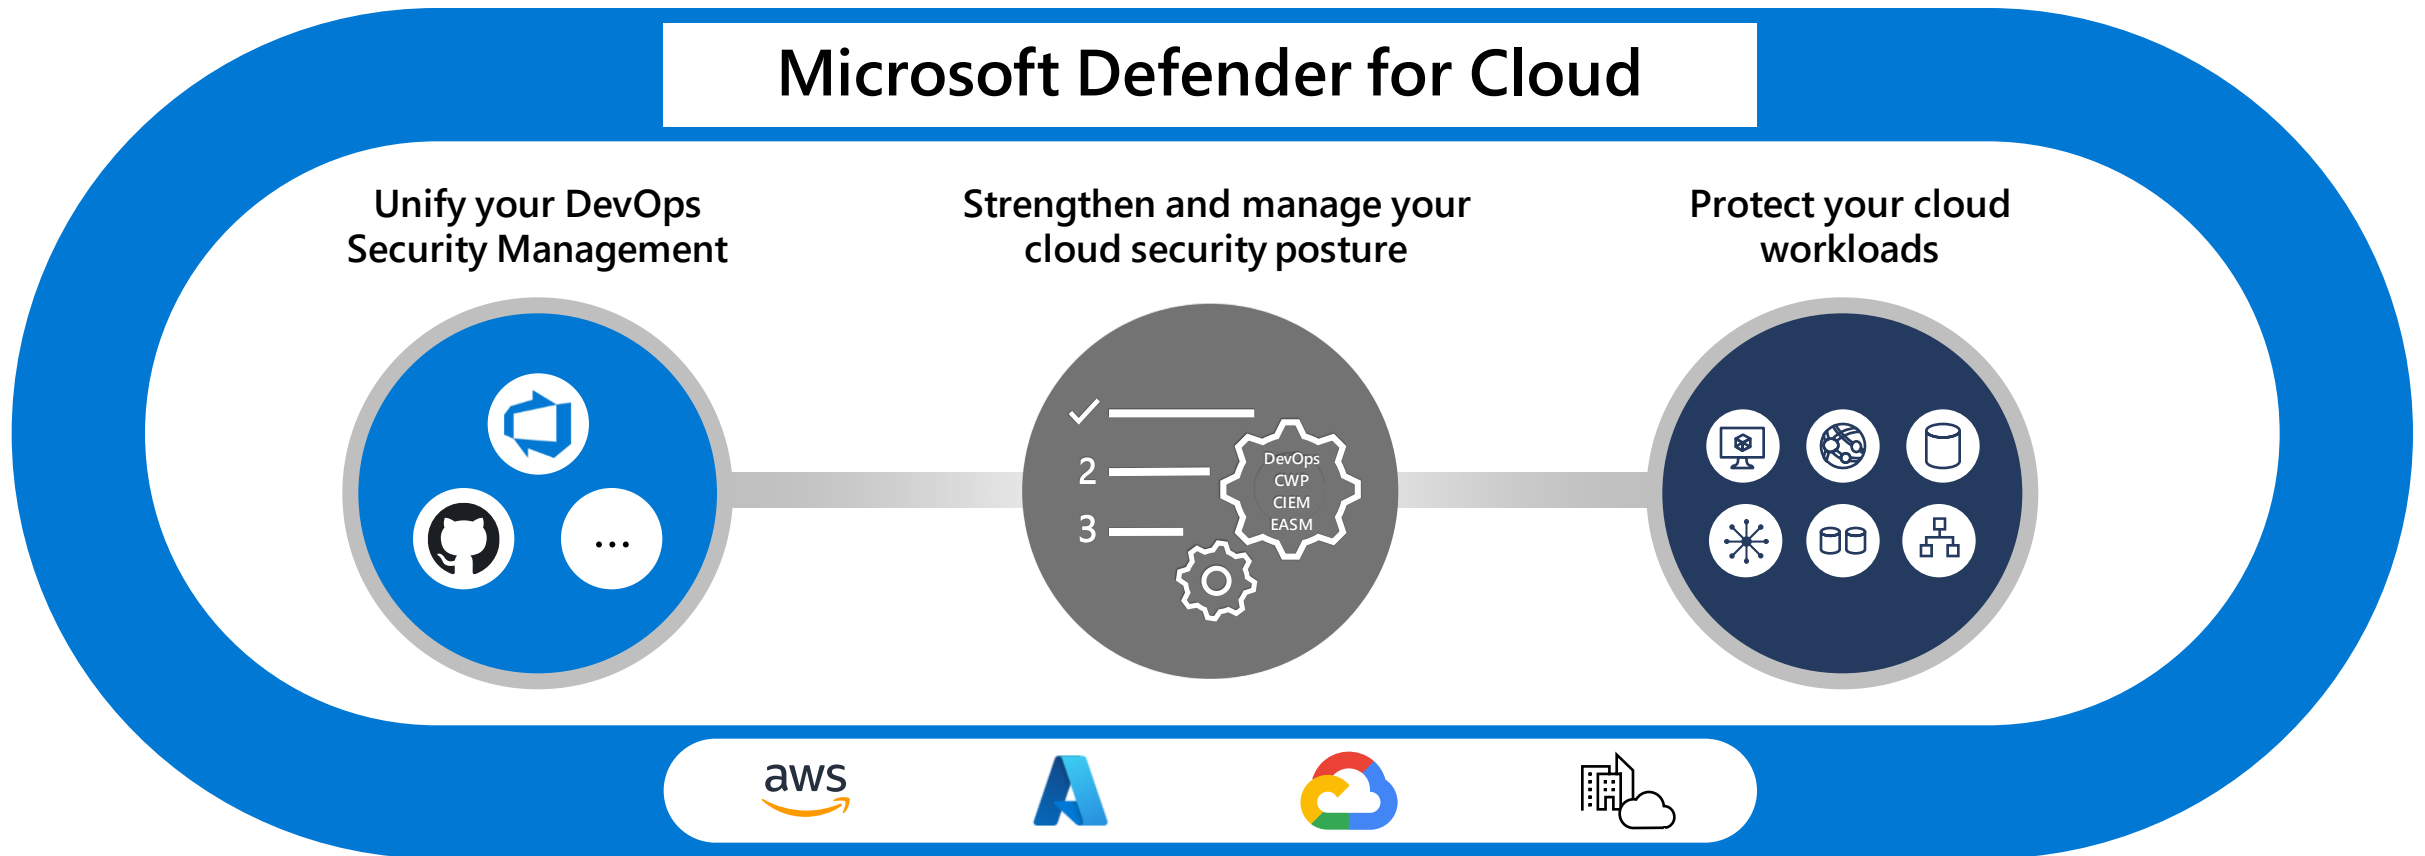 Microsoft Defender for Cloud
Unify your DevOps
Security Management
Strengthen and manage your
cloud security posture
Protect your cloud
workloads
2
3
DevOps
CWP
CIEM
EASM
...
aws